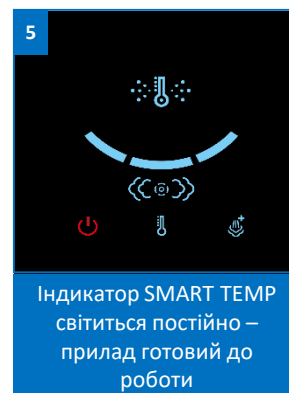 5
Індикатор SMART TEMP
світиться постійно –
прилад готовий до
роботи